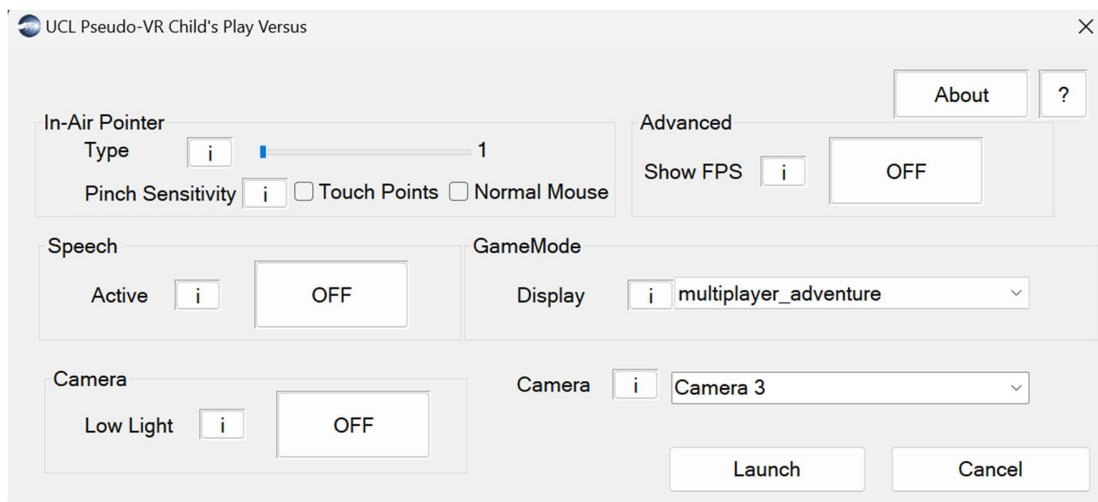 UCL Pseudo-VR Child's Play Versus
About ?
In-Air Pointer
Type i 1
Pinch Sensitivity i Touch Points Normal Mouse
Advanced
Show FPS i OFF
Speech
Active i OFF
GameMode
Display i multiplayer_adventure
Camera
Low Light i OFF
Camera i Camera 3
Launch Cancel